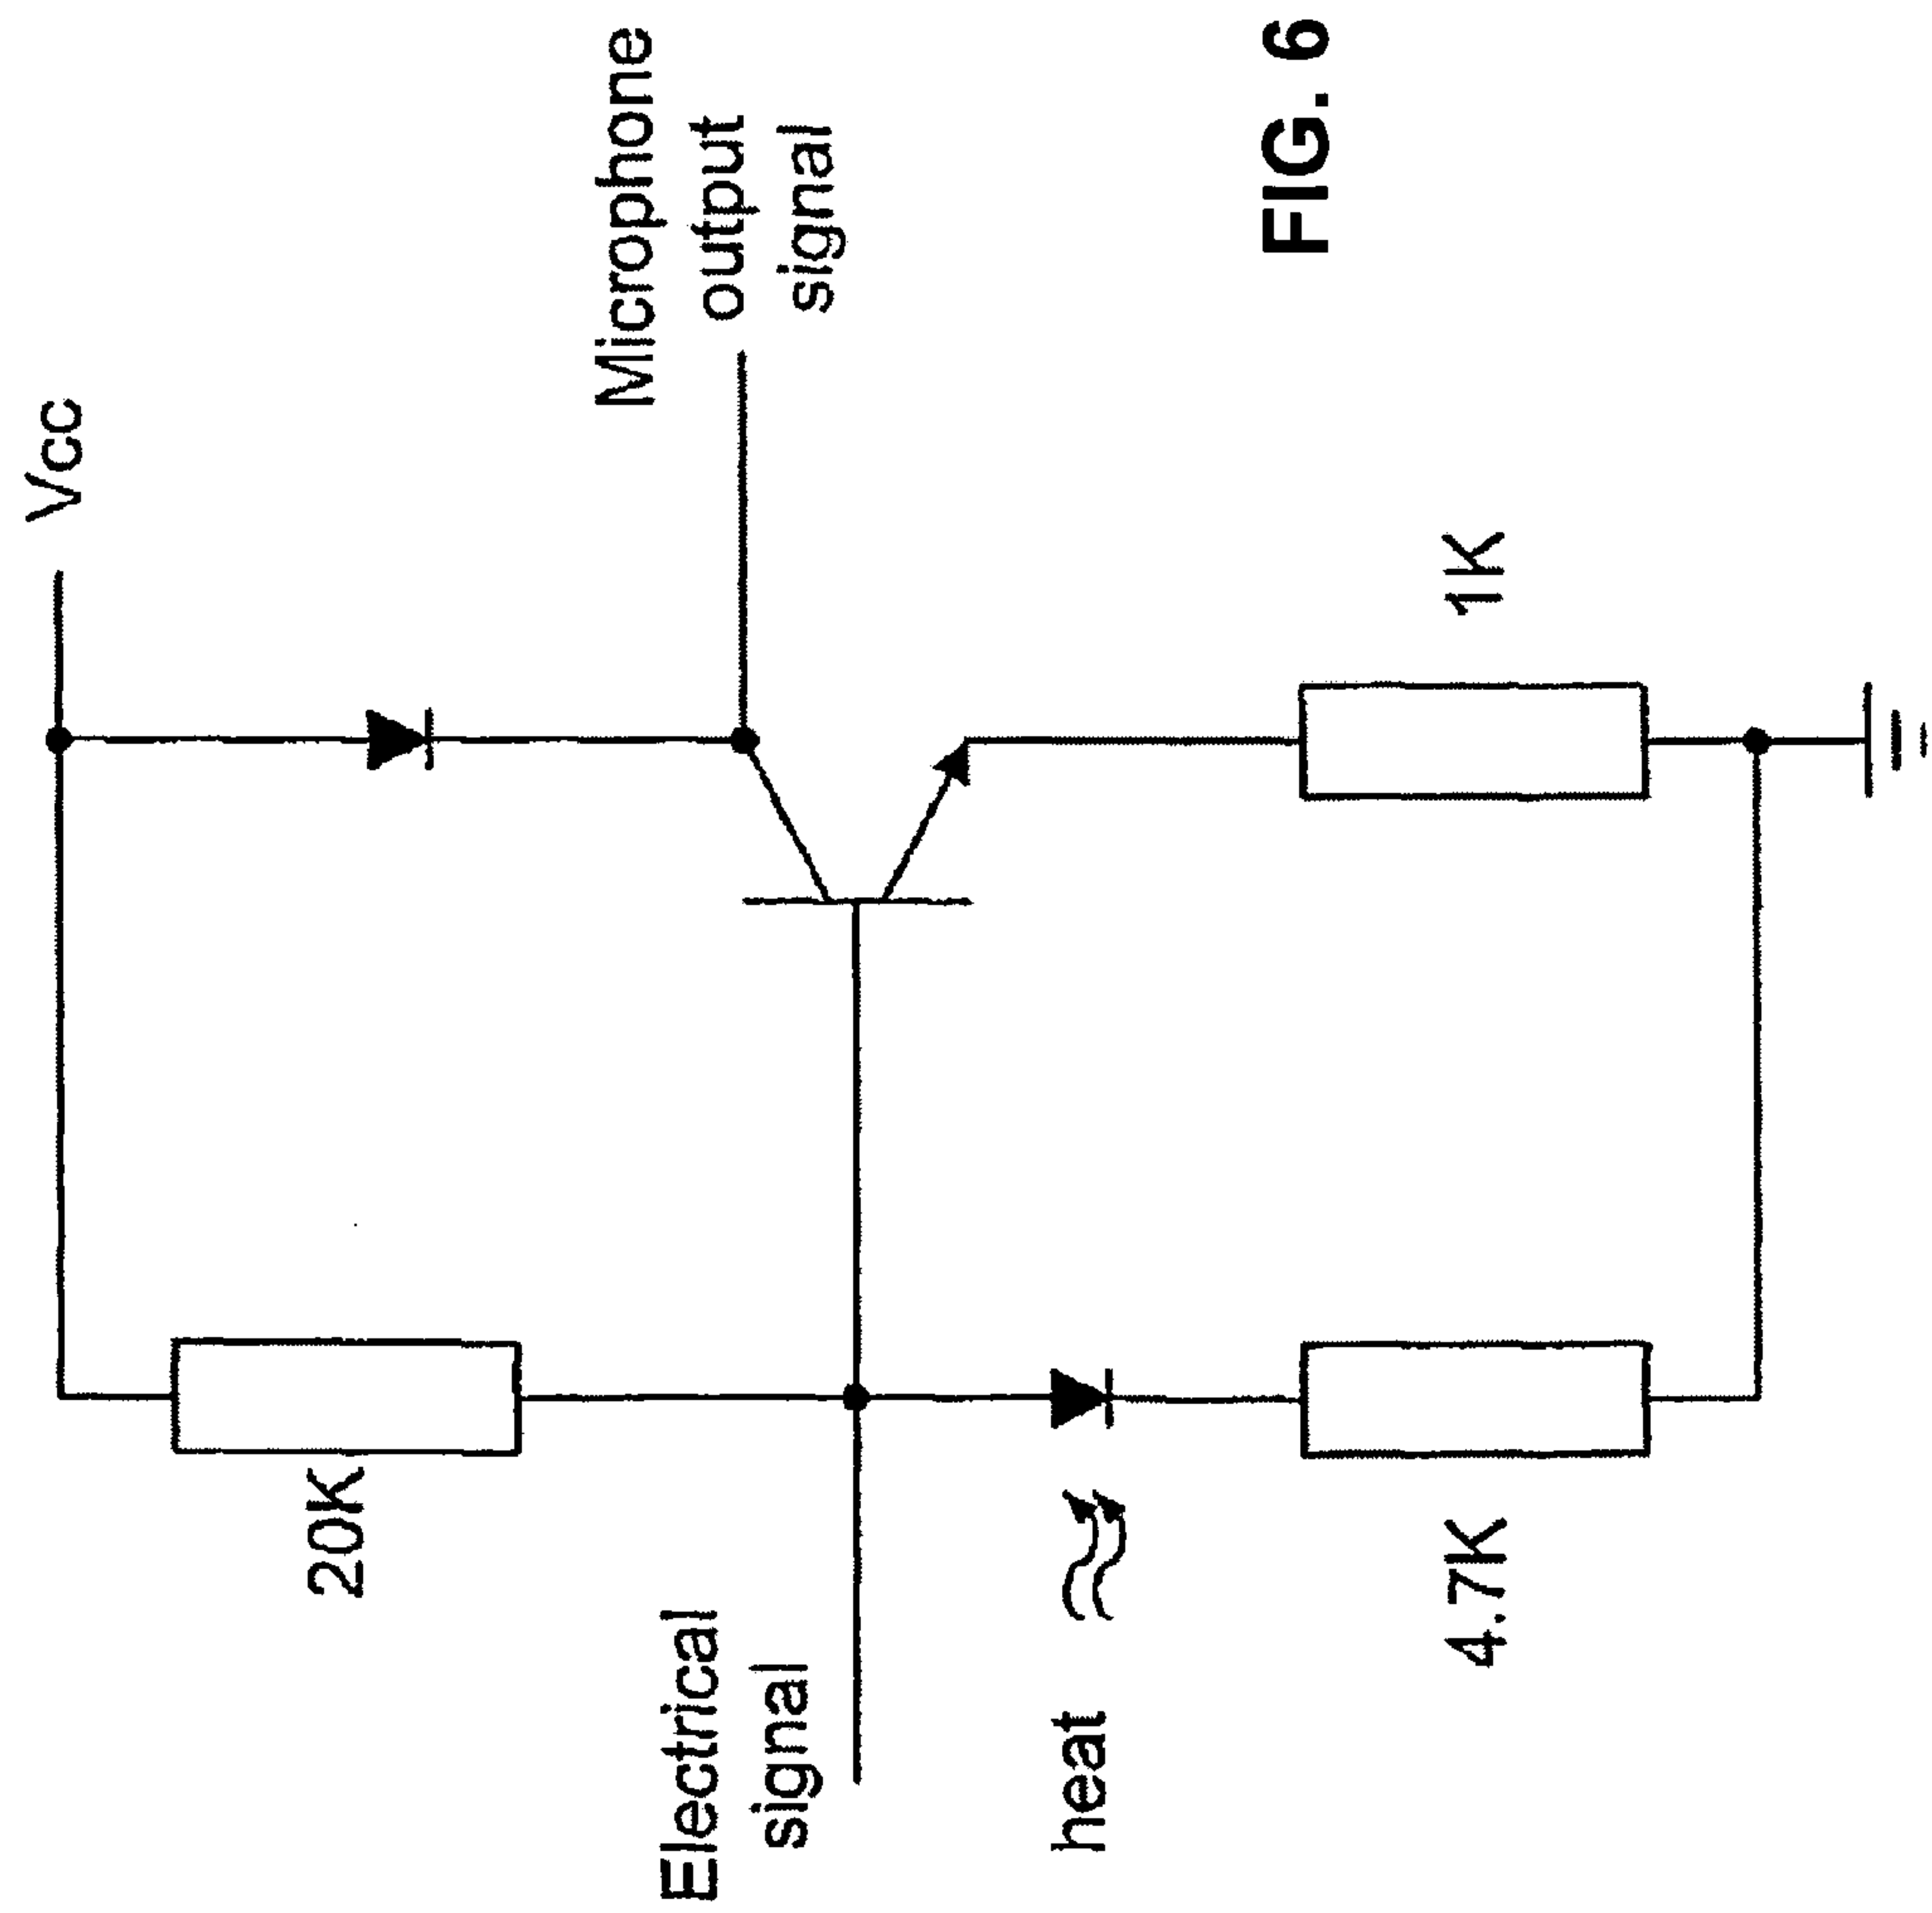 Vcc
20K
Microphone
output
signal
Electrical
signal
heat
4.7K
1K
FIG. 6